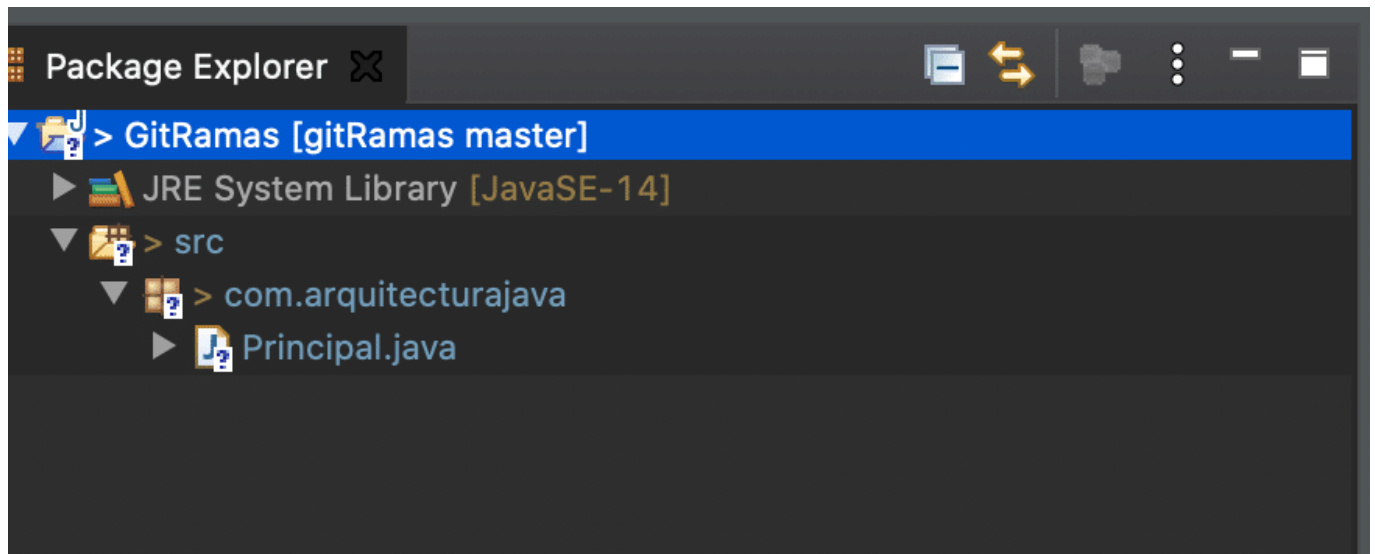 Package Explorer
> GitRamas [gitRamas master]
JRE System Library [JavaSE-14]
> src
> com.arquitecturajava
Principal.java